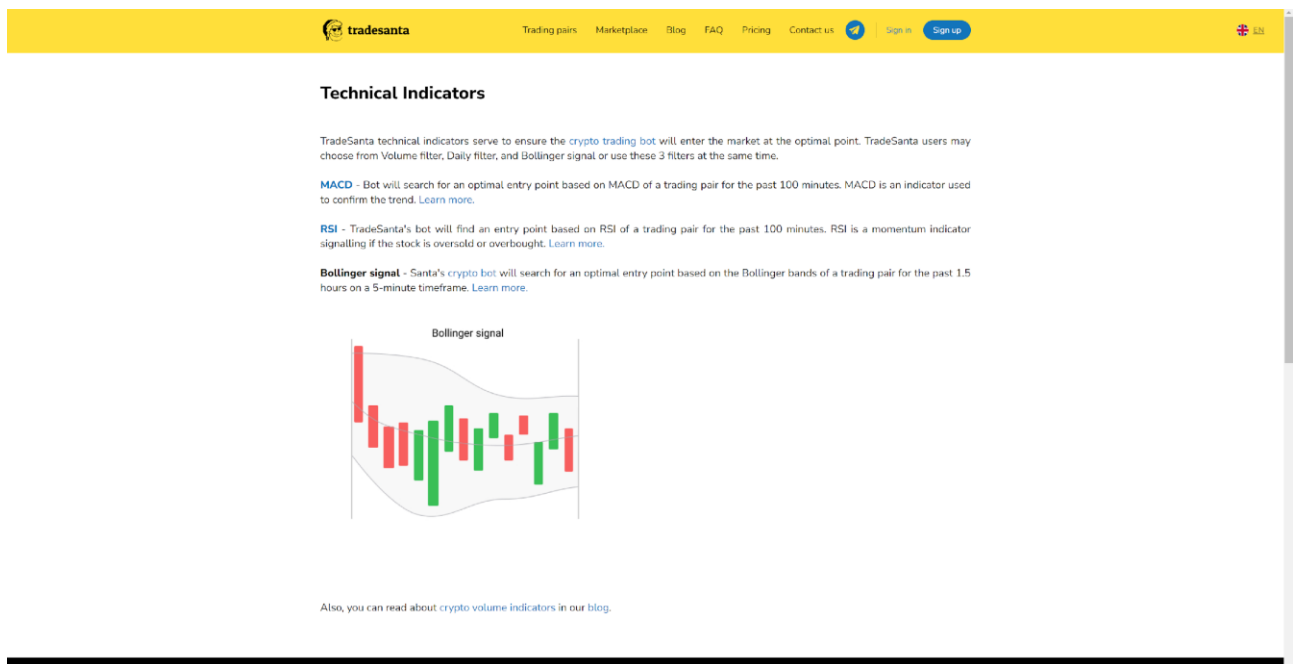 tradesanta
Trading pairs Marketplace Blog FAQ Pricing Contact us Sign in Sign up EN
Technical Indicators
TradeSanta technical indicators serve to ensure the crypto trading bot will enter the market at the optimal point. TradeSanta users may
choose from Volume filter, Daily filter, and Bollinger signal or use these 3 filters at the same time.
MACD - Bot will search for an optimal entry point based on MACD of a trading pair for the past 100 minutes. MACD is an indicator used
to confirm the trend. Learn more.
RSI - TradeSanta's bot will find an entry point based on RSI of a trading pair for the past 100 minutes. RSI is a momentum indicator
signalling if the stock is oversold or overbought. Learn more.
Bollinger signal - Santa's crypto bot will search for an optimal entry point based on the Bollinger bands of a trading pair for the past 1.5
hours on a 5-minute timeframe. Learn more.
Bollinger signal
Also, you can read about crypto volume indicators in our blog.